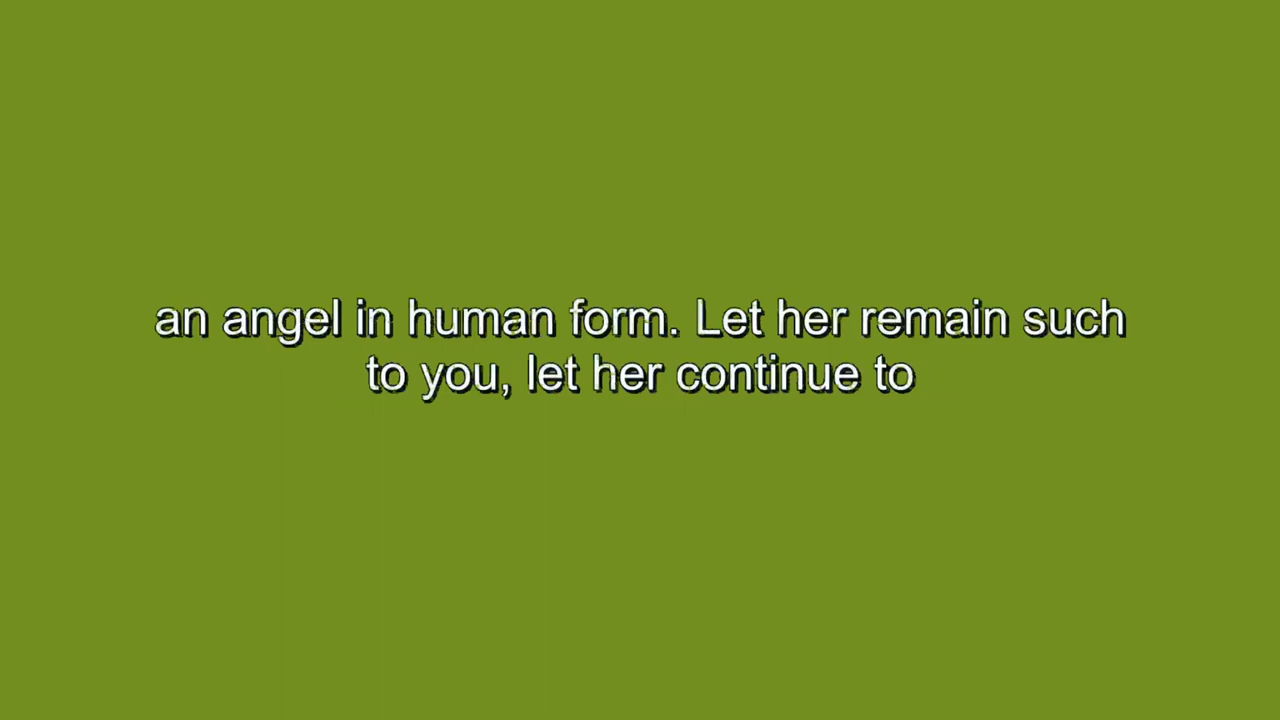 an angel in human form. Let her remain such
to you, let her continue to